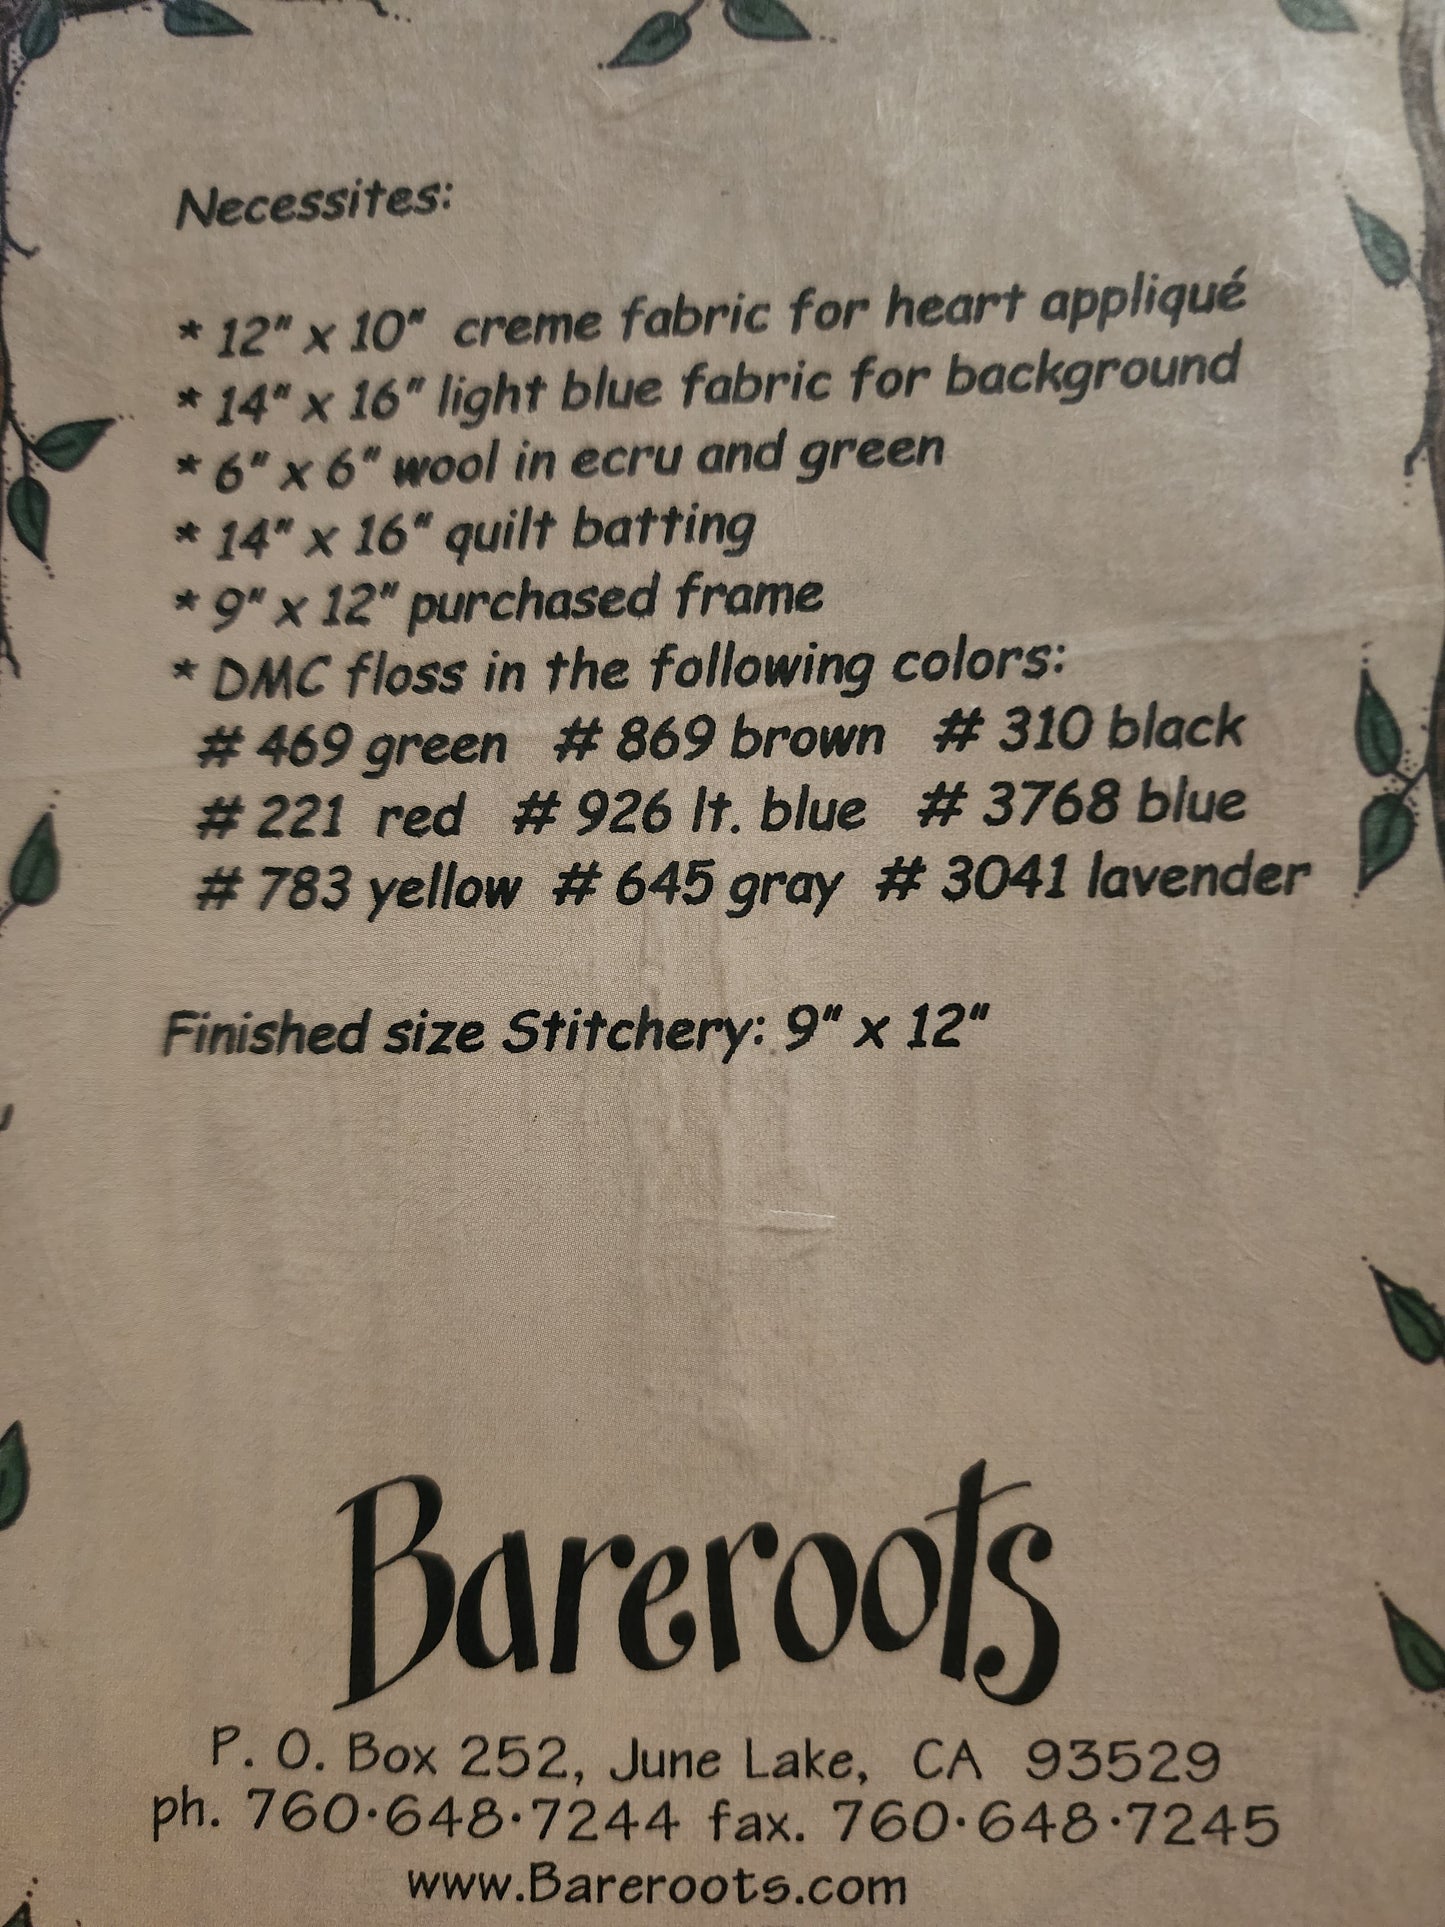 Necessites:
* 12" x 10" creme fabric for heart appliqué
* 14" x 16" light blue fabric for background
* 6" x 6" wool in ecru and green
* 14" x 16" quilt batting
* 9" x 12" purchased frame
* DMC floss in the following colors:
# 469 green # 869 brown # 310 black
# 221 red # 926 lt. blue # 3768 blue
# 783 yellow # 645 gray # 3041 lavender
Finished size Stitchery: 9" x 12"
Bareroots
P. O. Box 252, June Lake, CA 93529
ph. 760·648·7244 fax. 760·648·7245
www.Bareroots.com